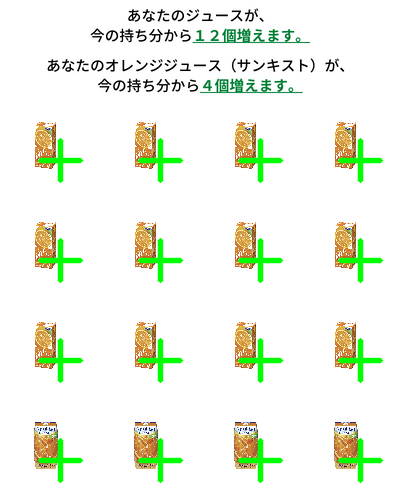 あなたのジュースが、
今の持ち分から１２個増えます。
あなたのオレンジジュース（サンキスト）が、
今の持ち分から４個増えます。